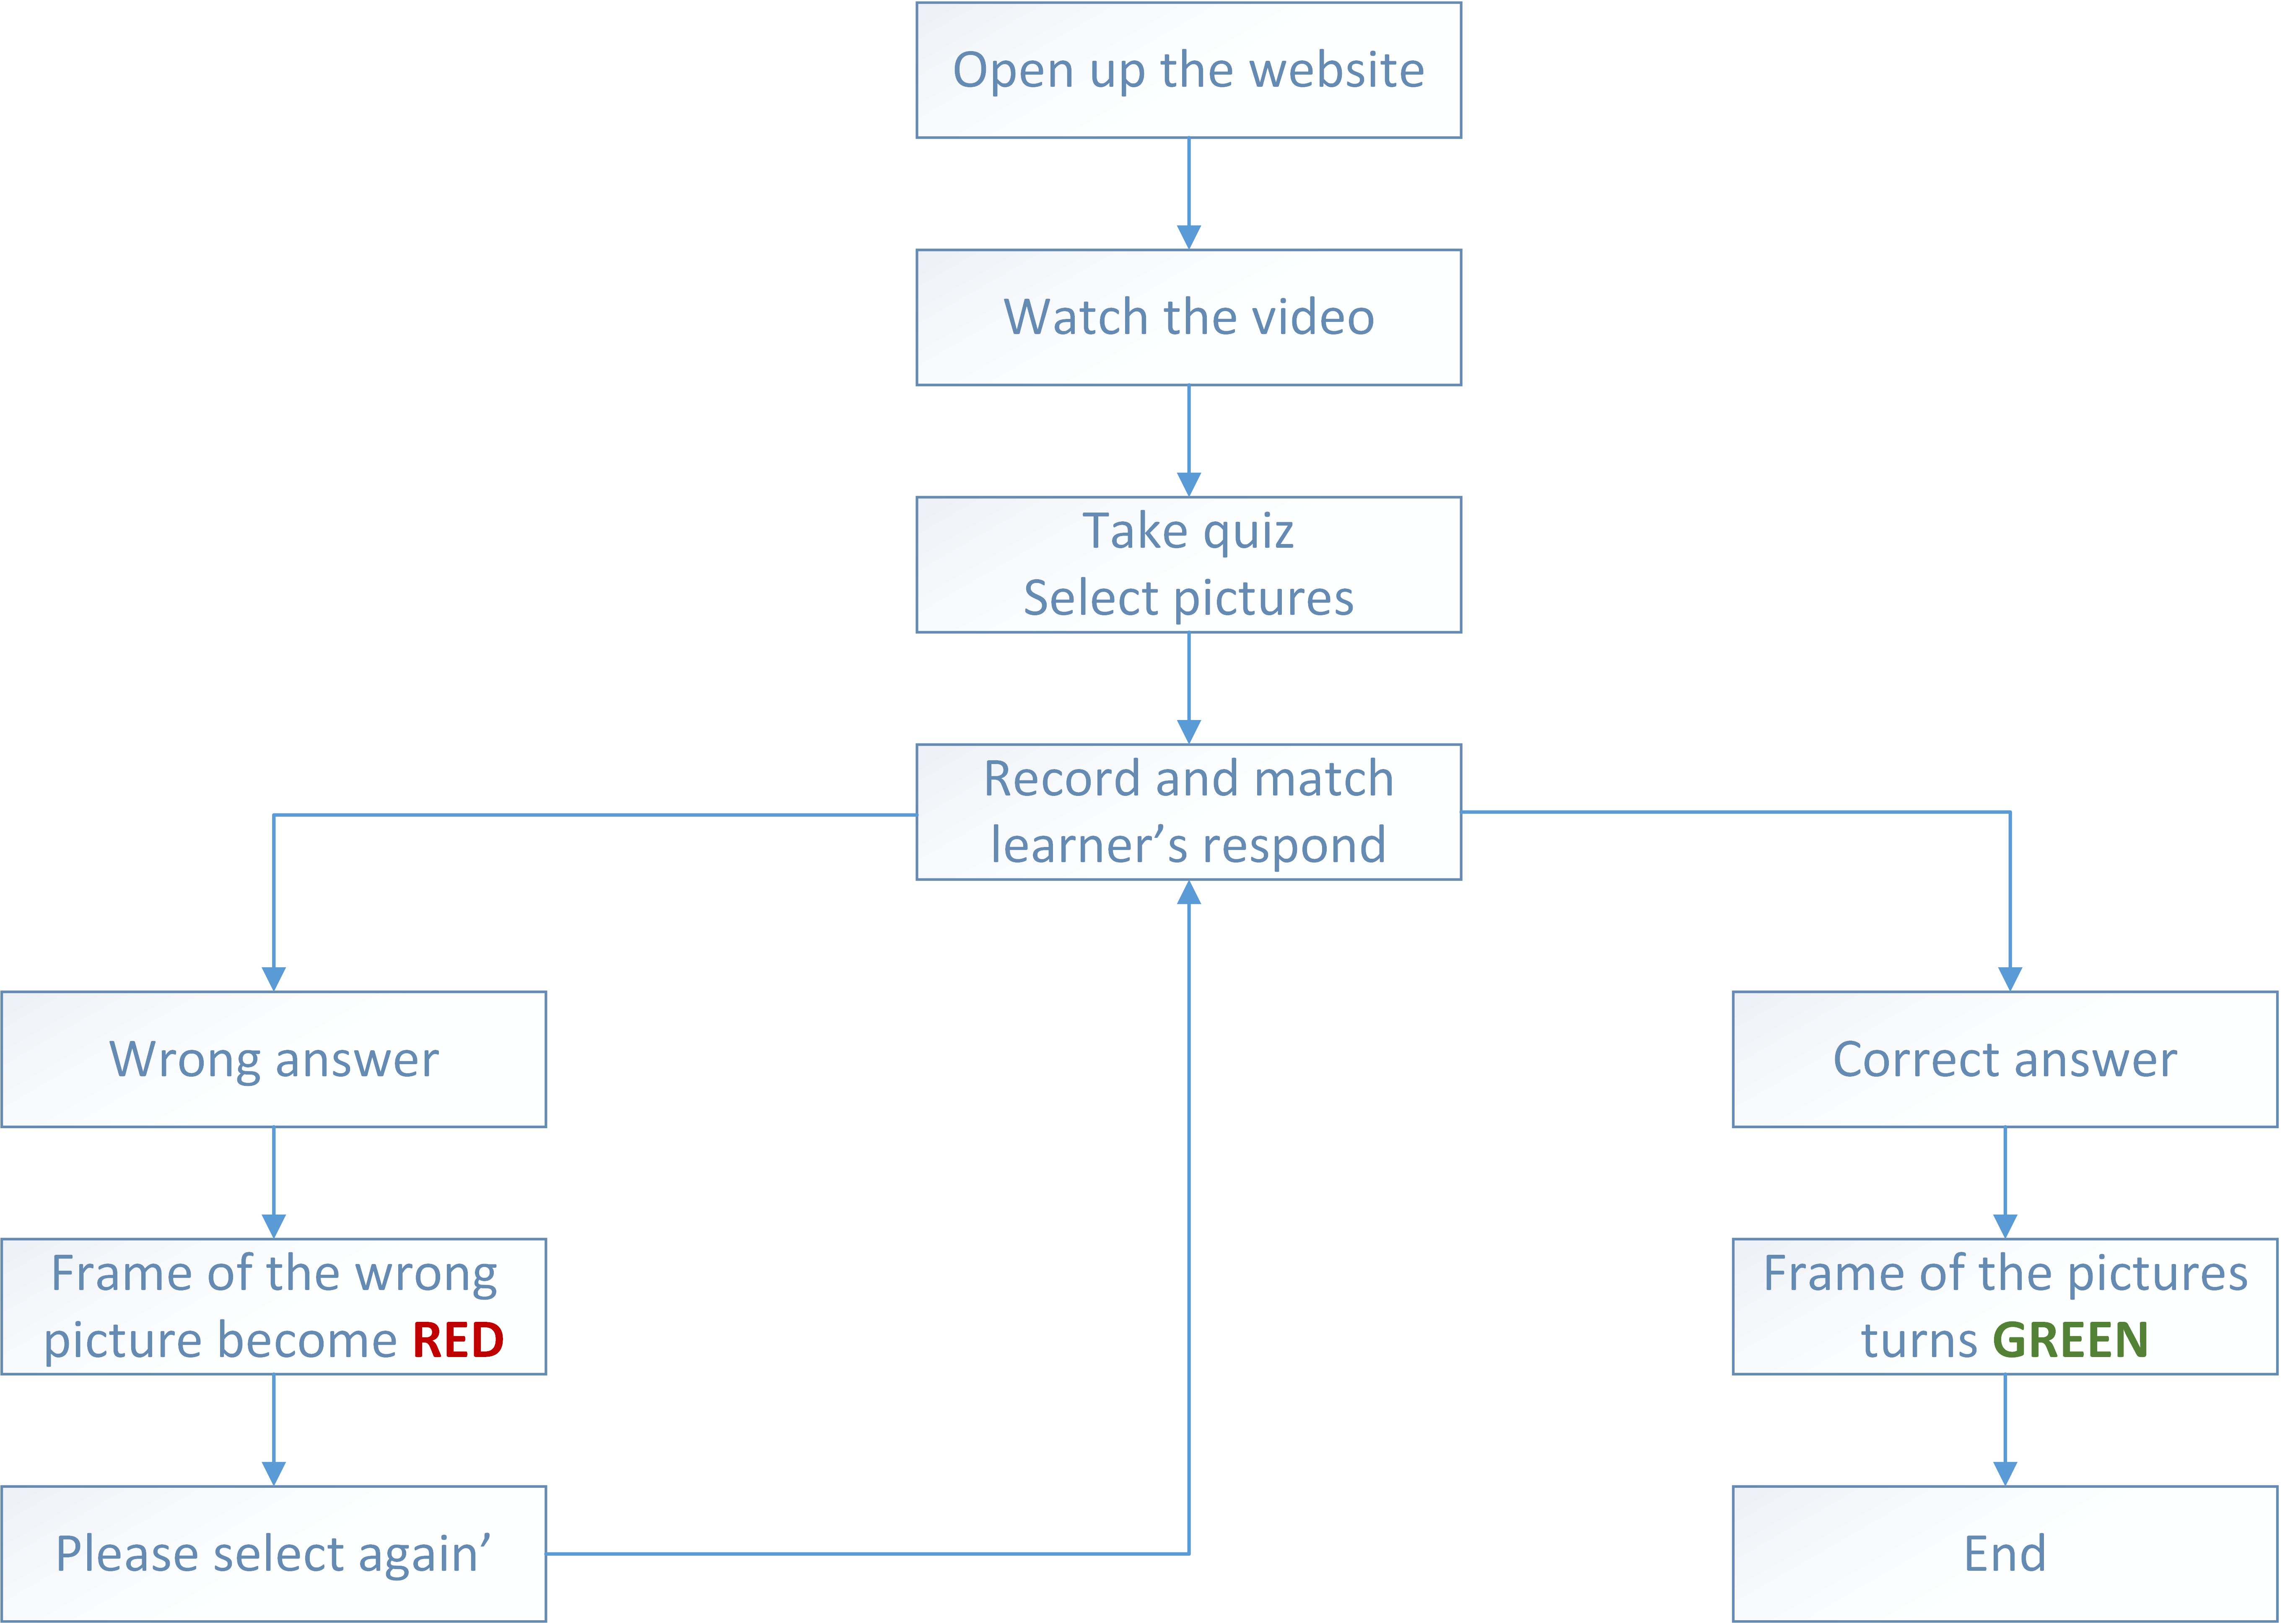 Open up the website
Watch the video
Take quiz
Select pictures
Record and match
learner’s respond
Wrong answer
Correct answer
Frame of the wrong
picture become RED
Frame of the pictures
turns GREEN
Please select again’
End